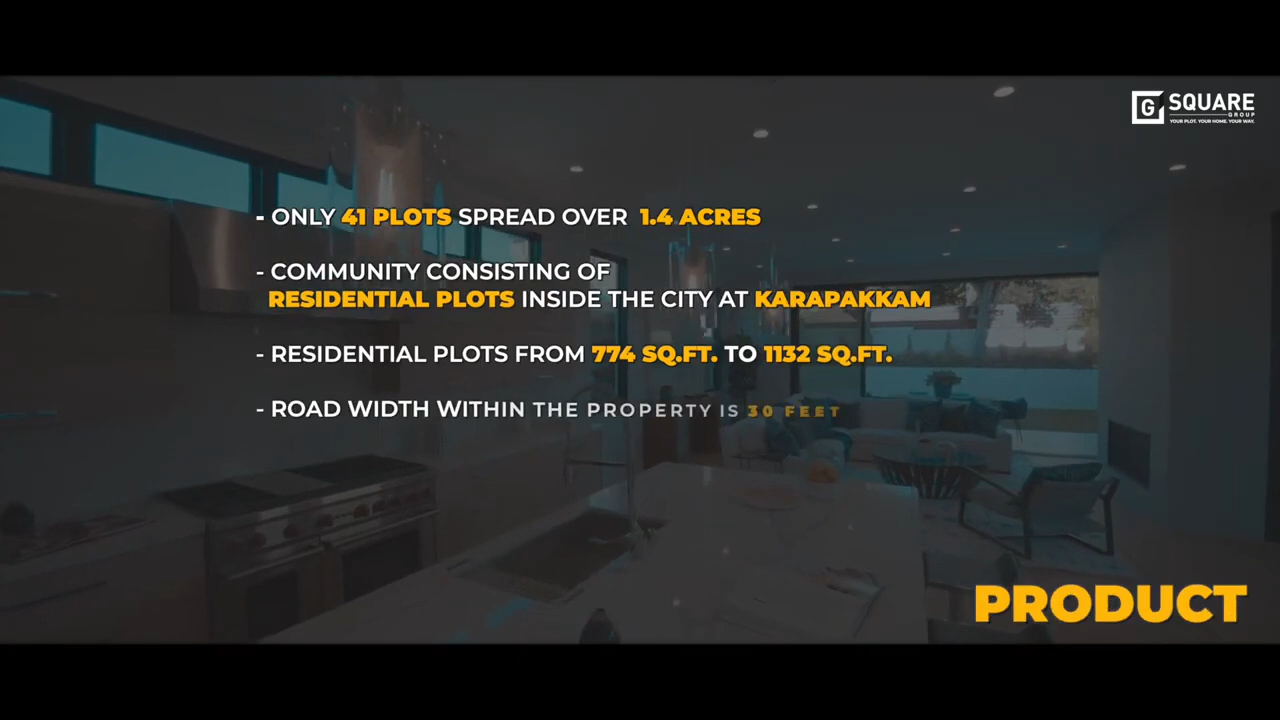 G SQUARE
GROUP
YOUR PLOT. YOUR HOME. YOUR WAY.
- ONLY 41 PLOTS SPREAD OVER 1.4 ACRES
- COMMUNITY CONSISTING OF
RESIDENTIAL PLOTS INSIDE THE CITY AT KARAPAKKAM
- RESIDENTIAL PLOTS FROM 774 SQ.FT. TO 1132 SQ.FT.
- ROAD WIDTH WITHIN THE PROPERTY IS 30 FEET
PRODUCT